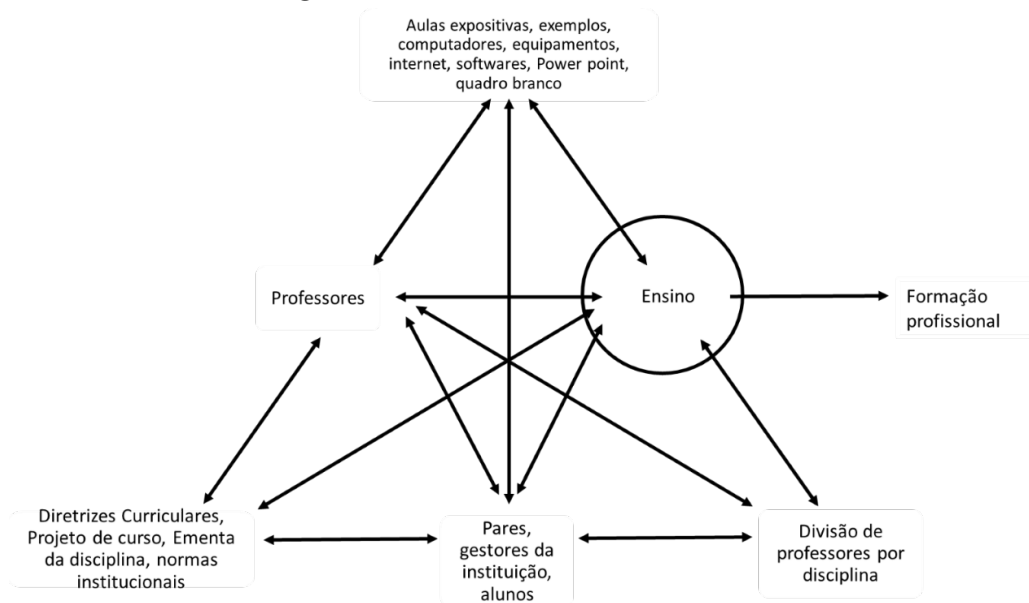 Aulas expositivas, exemplos,
computadores, equipamentos,
internet, softwares, Power point,
quadro branco
Professores
Ensino
Formação
profissional
Diretrizes Curriculares,
Projeto de curso, Ementa
da disciplina, normas
institucionais
Pares,
gestores da
instituição,
alunos
Divisão de
professores por
disciplina